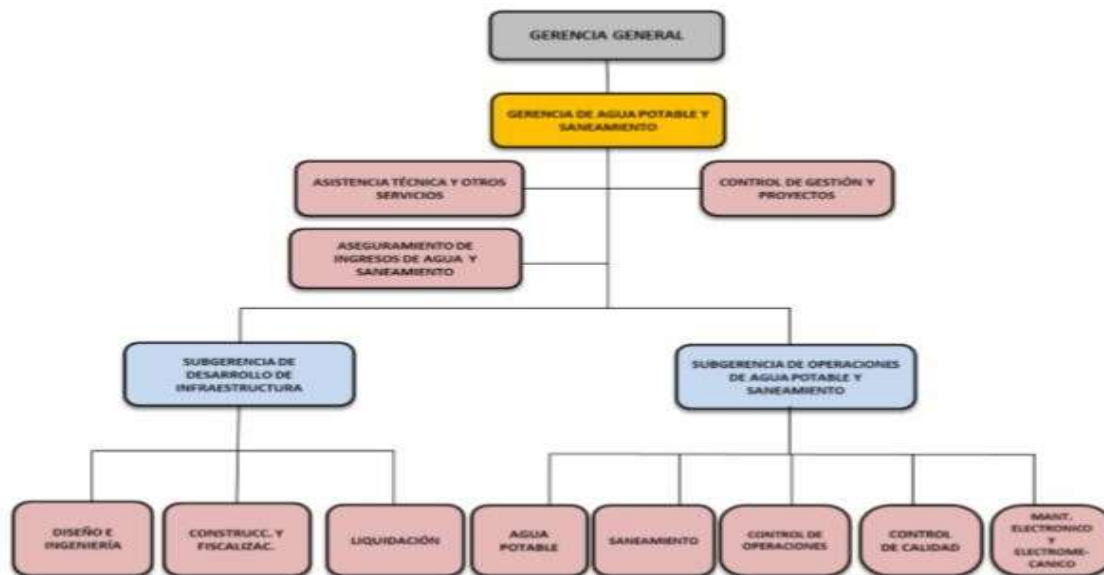 GERENCIA GENERAL
GERENCIA DE AGUA POTABLE Y
SANEAMIENTO
ASISTENCIA TÉCNICA Y OTROS
SERVICIOS
CONTROL DE GESTIÓN Y
PROYECTOS
ASEGURAMIENTO DE
INGRESOS DE AGUA Y
SANEAMIENTO
SUBGERENCIA DE
DESARROLLO DE
INFRAESTRUCTURA
SUBGERENCIA DE OPERACIONES
DE AGUA POTABLE Y
SANEAMIENTO
DISEÑO E
INGENIERÍA
CONSTRUCC. Y
FISCALIZAC.
LIQUIDACIÓN
AGUA
POTABLE
SANEAMIENTO
CONTROL DE
OPERACIONES
CONTROL
DE CALIDAD
MANT.
ELECTRONICO
Y
ELECTROME-
CANICO